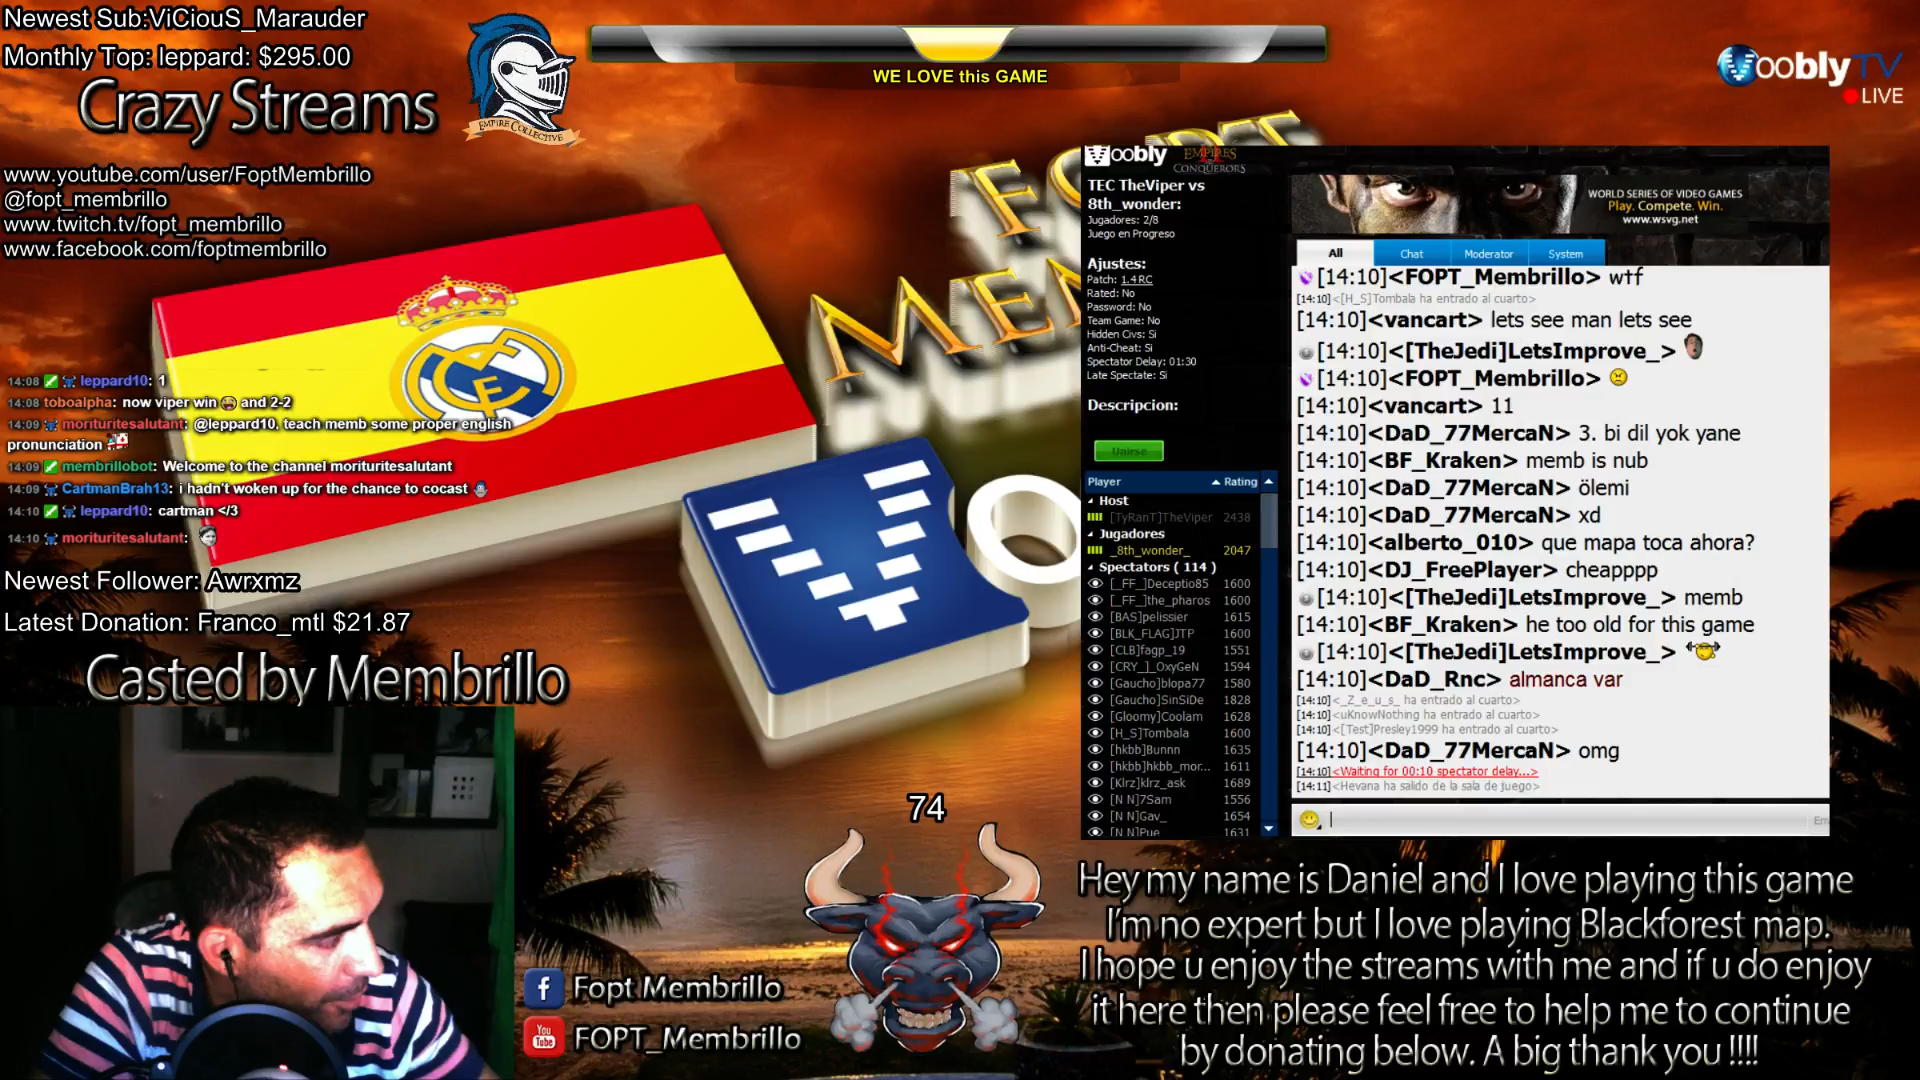 Newest Sub:ViCiouS_Marauder
Monthly Top: leppard: $295.00
Crazy Streams
EMPIRE COLLECTIVE
WE LOVE this GAME
VooblyTV
LIVE
www.youtube.com/user/FoptMembrillo
@fopt_membrillo
www.twitch.tv/fopt_membrillo
www.facebook.com/foptmembrillo
14:08 leppard10: 1
14:08 toboalpha: now viper win and 2-2
14:09 morituritesalutant: @leppard10, teach memb some proper english
pronunciation
14:09 membrillobot: Welcome to the channel morituritesalutant
14:09 CartmanBrah13: i hadn't woken up for the chance to cocast
14:10 leppard10: cartman </3
14:10 morituritesalutant:
Newest Follower: Awrxmz
Latest Donation: Franco_mtl $21.87
Casted by Membrillo
74
Fopt Membrillo
You Tube FOPT_Membrillo
Voobly
EMPIRES II
CONQUERORS
TEC TheViper vs
8th_wonder:
Jugadores: 2/8
Juego en Progreso
Ajustes:
Patch: 1.4 RC
Rated: No
Password: No
Team Game: No
Hidden Civs: Si
Anti-Cheat: Si
Spectator Delay: 01:30
Late Spectate: Si
Descripcion:
Unirse
Player Rating
Host
[TyRanT]TheViper 2438
Jugadores
_8th_wonder_ 2047
Spectators ( 114 )
[_FF_]Deceptio85 1600
[_FF_]the_pharos 1600
[BAS]pelissier 1615
[BLK_FLAG]JTP 1600
[CLB]fagp_19 1551
[CRY_]_OxyGeN 1594
[Gaucho]blopa77 1580
[Gaucho]SinSiDe 1828
[Gloomy]Coolam 1628
[H_S]Tombala 1600
[hkbb]Bunnn 1635
[hkbb]hkbb_mor... 1611
[Klrz]klrz_ask 1689
[N N]7Sam 1556
[N N]Gav_ 1654
[N N]Pue 1631
WORLD SERIES OF VIDEO GAMES
Play. Compete. Win.
www.wsvg.net
All Chat Moderator System
[14:10]<FOPT_Membrillo> wtf
[14:10]<[H_S]Tombala ha entrado al cuarto>
[14:10]<vancart> lets see man lets see
[14:10]<[TheJedi]LetsImprove_>
[14:10]<FOPT_Membrillo>
[14:10]<vancart> 11
[14:10]<DaD_77MercaN> 3. bi dil yok yane
[14:10]<BF_Kraken> memb is nub
[14:10]<DaD_77MercaN> ölemi
[14:10]<DaD_77MercaN> xd
[14:10]<alberto_010> que mapa toca ahora?
[14:10]<DJ_FreePlayer> cheapppp
[14:10]<[TheJedi]LetsImprove_> memb
[14:10]<BF_Kraken> he too old for this game
[14:10]<[TheJedi]LetsImprove_>
[14:10]<DaD_Rnc> almanca var
[14:10]<_Z_e_u_s_ ha entrado al cuarto>
[14:10]<uKnowNothing ha entrado al cuarto>
[14:10]<[Test]Presley1999 ha entrado al cuarto>
[14:10]<DaD_77MercaN> omg
[14:10]<Waiting for 00:10 spectator delay...>
[14:11]<Hevana ha salido de la sala de juego>
Hey my name is Daniel and I love playing this game
I'm no expert but I love playing Blackforest map.
I hope u enjoy the streams with me and if u do enjoy
it here then please feel free to help me to continue
by donating below. A big thank you !!!!